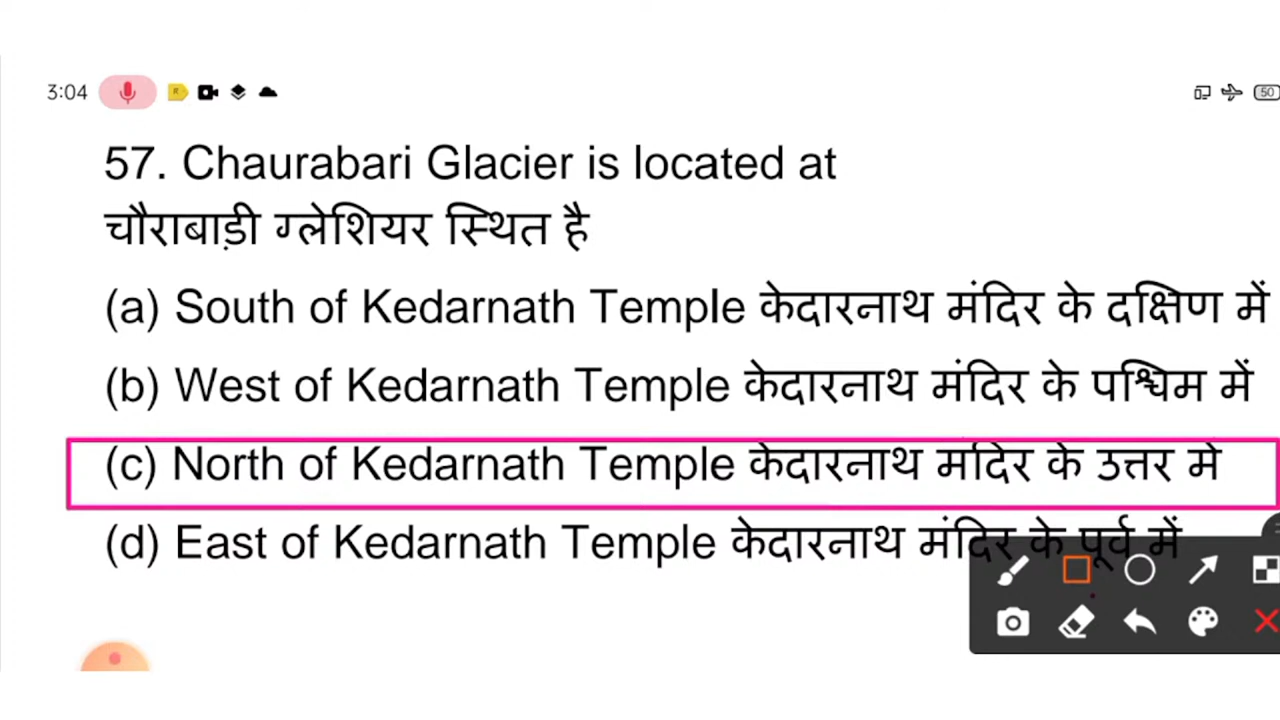 3:04
50
57. Chaurabari Glacier is located at
चौराबाड़ी ग्लेशियर स्थित है
(a) South of Kedarnath Temple केदारनाथ मंदिर के दक्षिण में
(b) West of Kedarnath Temple केदारनाथ मंदिर के पश्चिम में
(c) North of Kedarnath Temple केदारनाथ मंदिर के उत्तर में
(d) East of Kedarnath Temple केदारनाथ मंदिर के पूर्व में